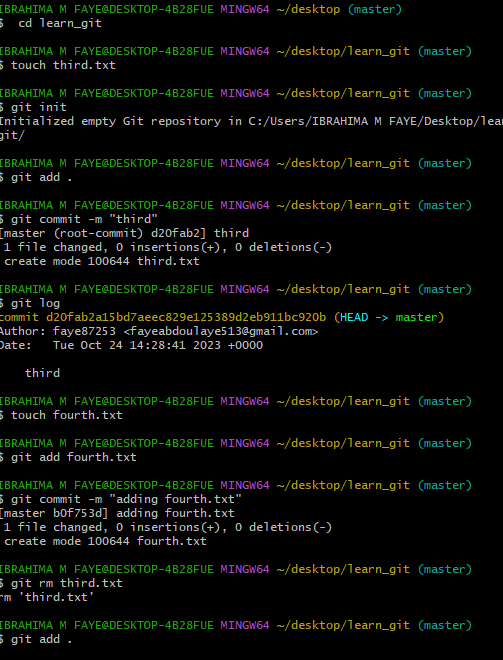 IBRAHIMA M FAYE@DESKTOP-4B28FUE MINGW64 ~/desktop (master)
$  cd learn_git
IBRAHIMA M FAYE@DESKTOP-4B28FUE MINGW64 ~/desktop/learn_git (master)
$ touch third.txt
IBRAHIMA M FAYE@DESKTOP-4B28FUE MINGW64 ~/desktop/learn_git (master)
$ git init
Initialized empty Git repository in C:/Users/IBRAHIMA M FAYE/Desktop/lear
git/
IBRAHIMA M FAYE@DESKTOP-4B28FUE MINGW64 ~/desktop/learn_git (master)
$ git add .
IBRAHIMA M FAYE@DESKTOP-4B28FUE MINGW64 ~/desktop/learn_git (master)
$ git commit -m "third"
[master (root-commit) d20fab2] third
 1 file changed, 0 insertions(+), 0 deletions(-)
 create mode 100644 third.txt
IBRAHIMA M FAYE@DESKTOP-4B28FUE MINGW64 ~/desktop/learn_git (master)
$ git log
commit d20fab2a15bd7aeec829e125389d2eb911bc920b (HEAD -> master)
Author: faye87253 <fayeabdoulaye513@gmail.com>
Date:   Tue Oct 24 14:28:41 2023 +0000
    third
IBRAHIMA M FAYE@DESKTOP-4B28FUE MINGW64 ~/desktop/learn_git (master)
$ touch fourth.txt
IBRAHIMA M FAYE@DESKTOP-4B28FUE MINGW64 ~/desktop/learn_git (master)
$ git add fourth.txt
IBRAHIMA M FAYE@DESKTOP-4B28FUE MINGW64 ~/desktop/learn_git (master)
$ git commit -m "adding fourth.txt"
[master b0f753d] adding fourth.txt
 1 file changed, 0 insertions(+), 0 deletions(-)
 create mode 100644 fourth.txt
IBRAHIMA M FAYE@DESKTOP-4B28FUE MINGW64 ~/desktop/learn_git (master)
$ git rm third.txt
rm 'third.txt'
IBRAHIMA M FAYE@DESKTOP-4B28FUE MINGW64 ~/desktop/learn_git (master)
$ git add .